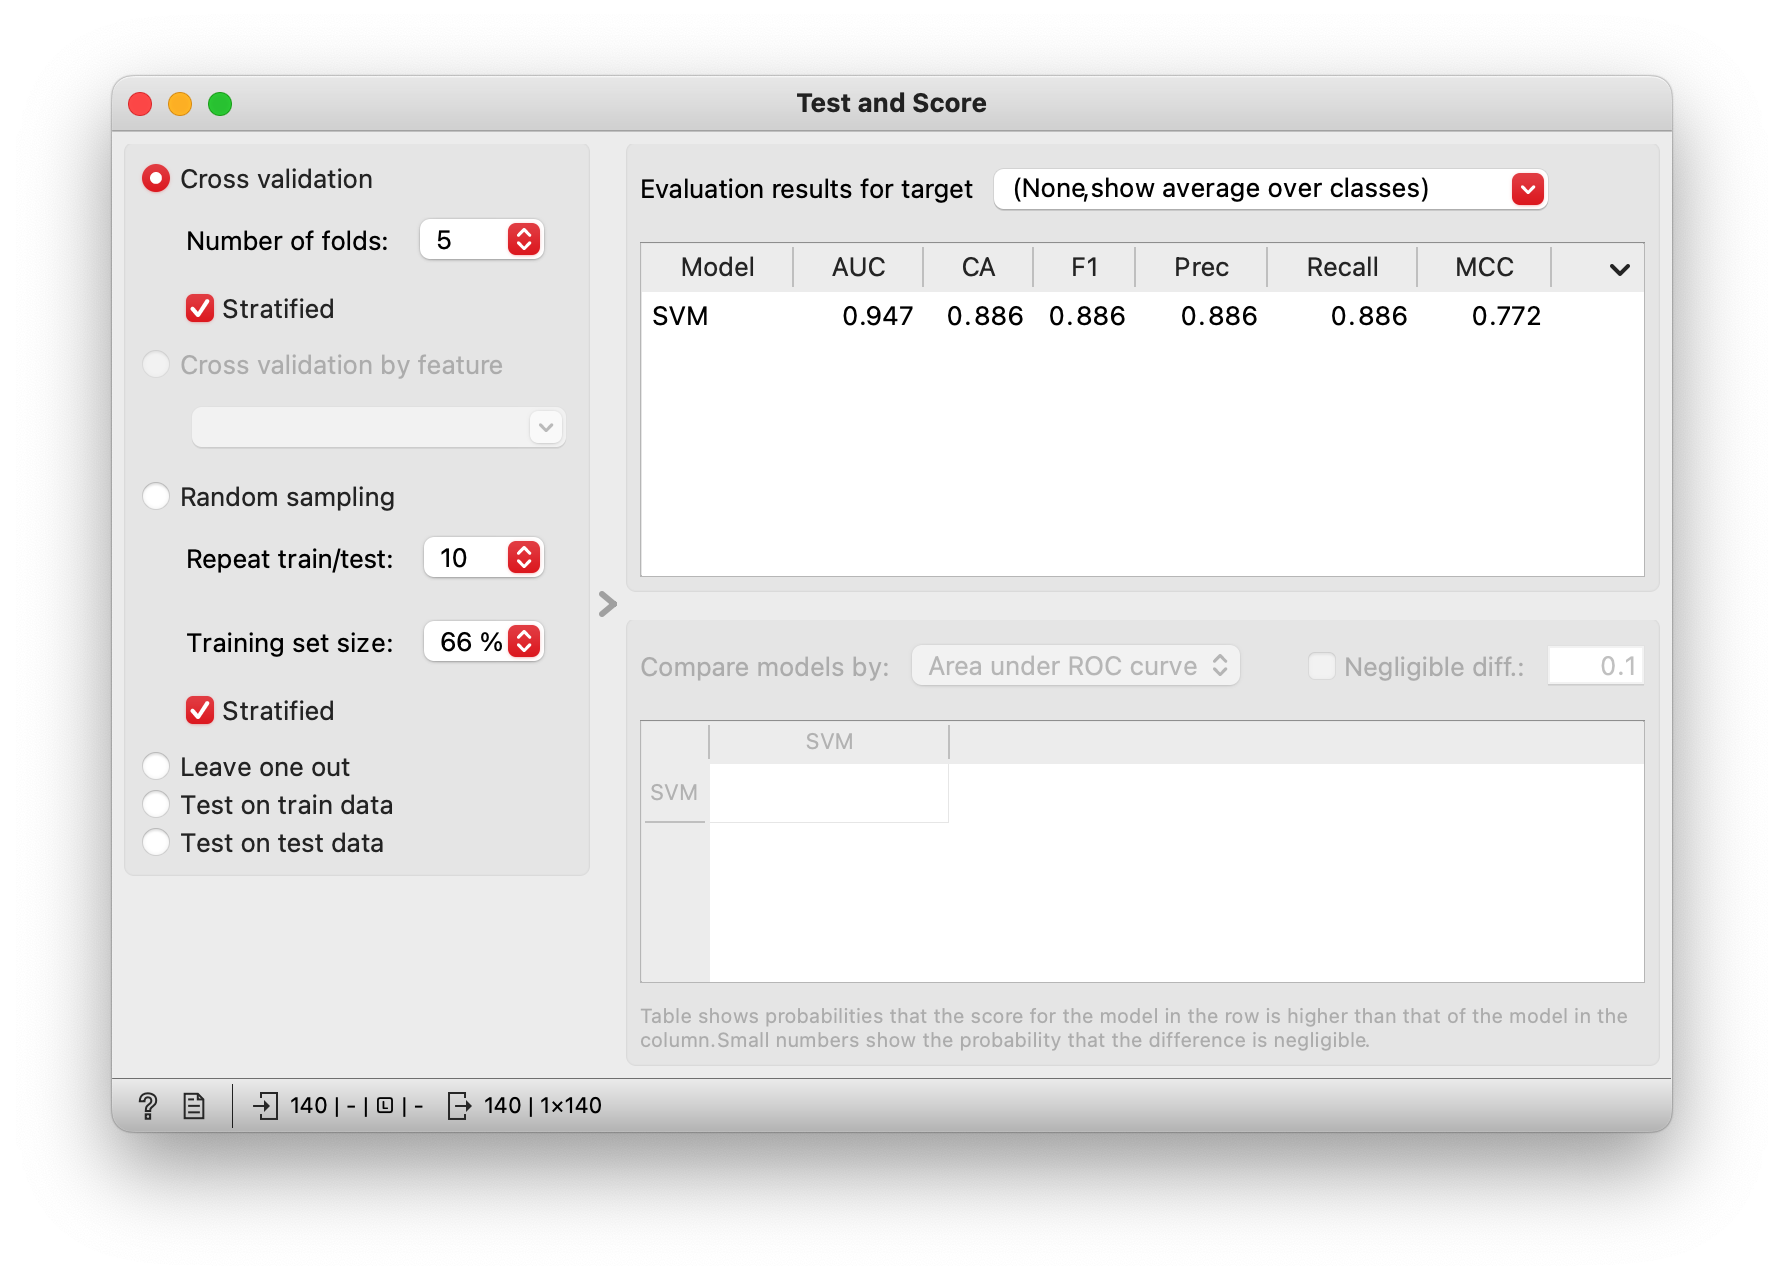 Test and Score
Cross validation
Number of folds: 5
Stratified
Cross validation by feature
Random sampling
Repeat train/test: 10
Training set size: 66 %
Stratified
Leave one out
Test on train data
Test on test data
Evaluation results for target (None, show average over classes)
Model AUC CA F1 Prec Recall MCC
SVM 0.947 0.886 0.886 0.886 0.886 0.772
Compare models by: Area under ROC curve Negligible diff.: 0.1
SVM
SVM
Table shows probabilities that the score for the model in the row is higher than that of the model in the
column.Small numbers show the probability that the difference is negligible.
? 140 | - | L | - 140 | 1×140